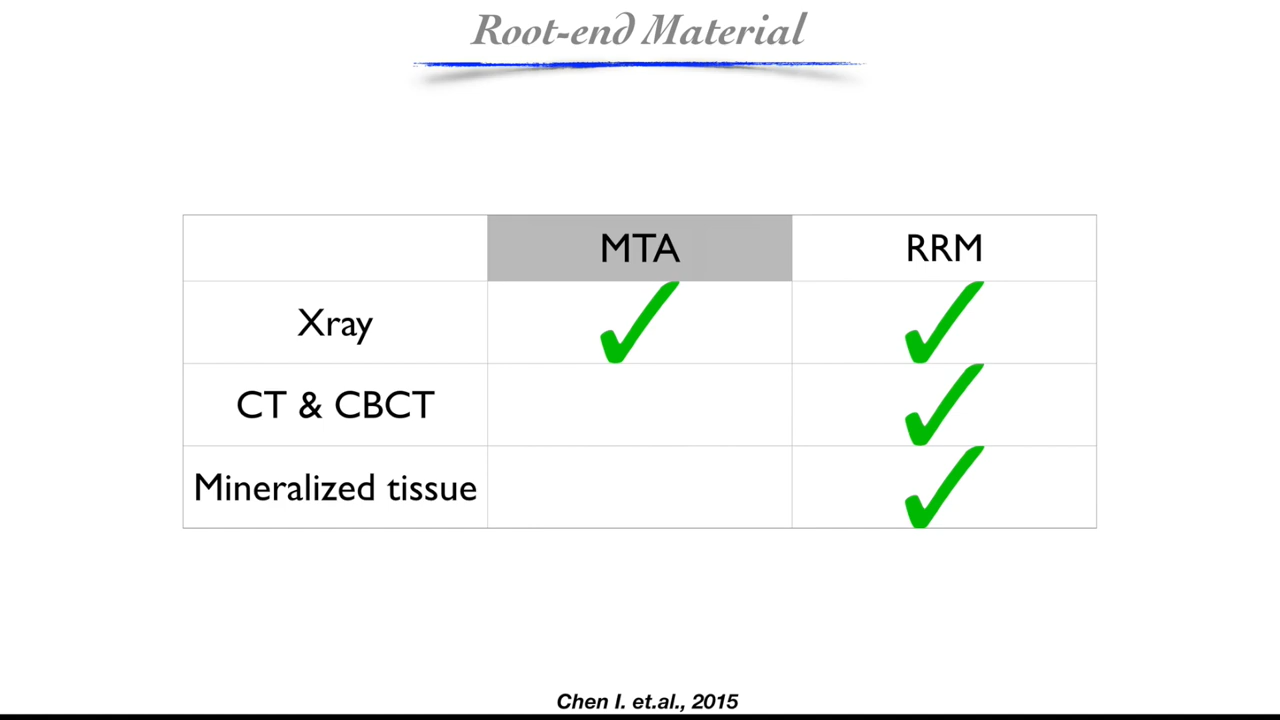 Root-end Material
MTA RRM
Xray ✓ ✓
CT & CBCT ✓
Mineralized tissue ✓
Chen I. et.al., 2015